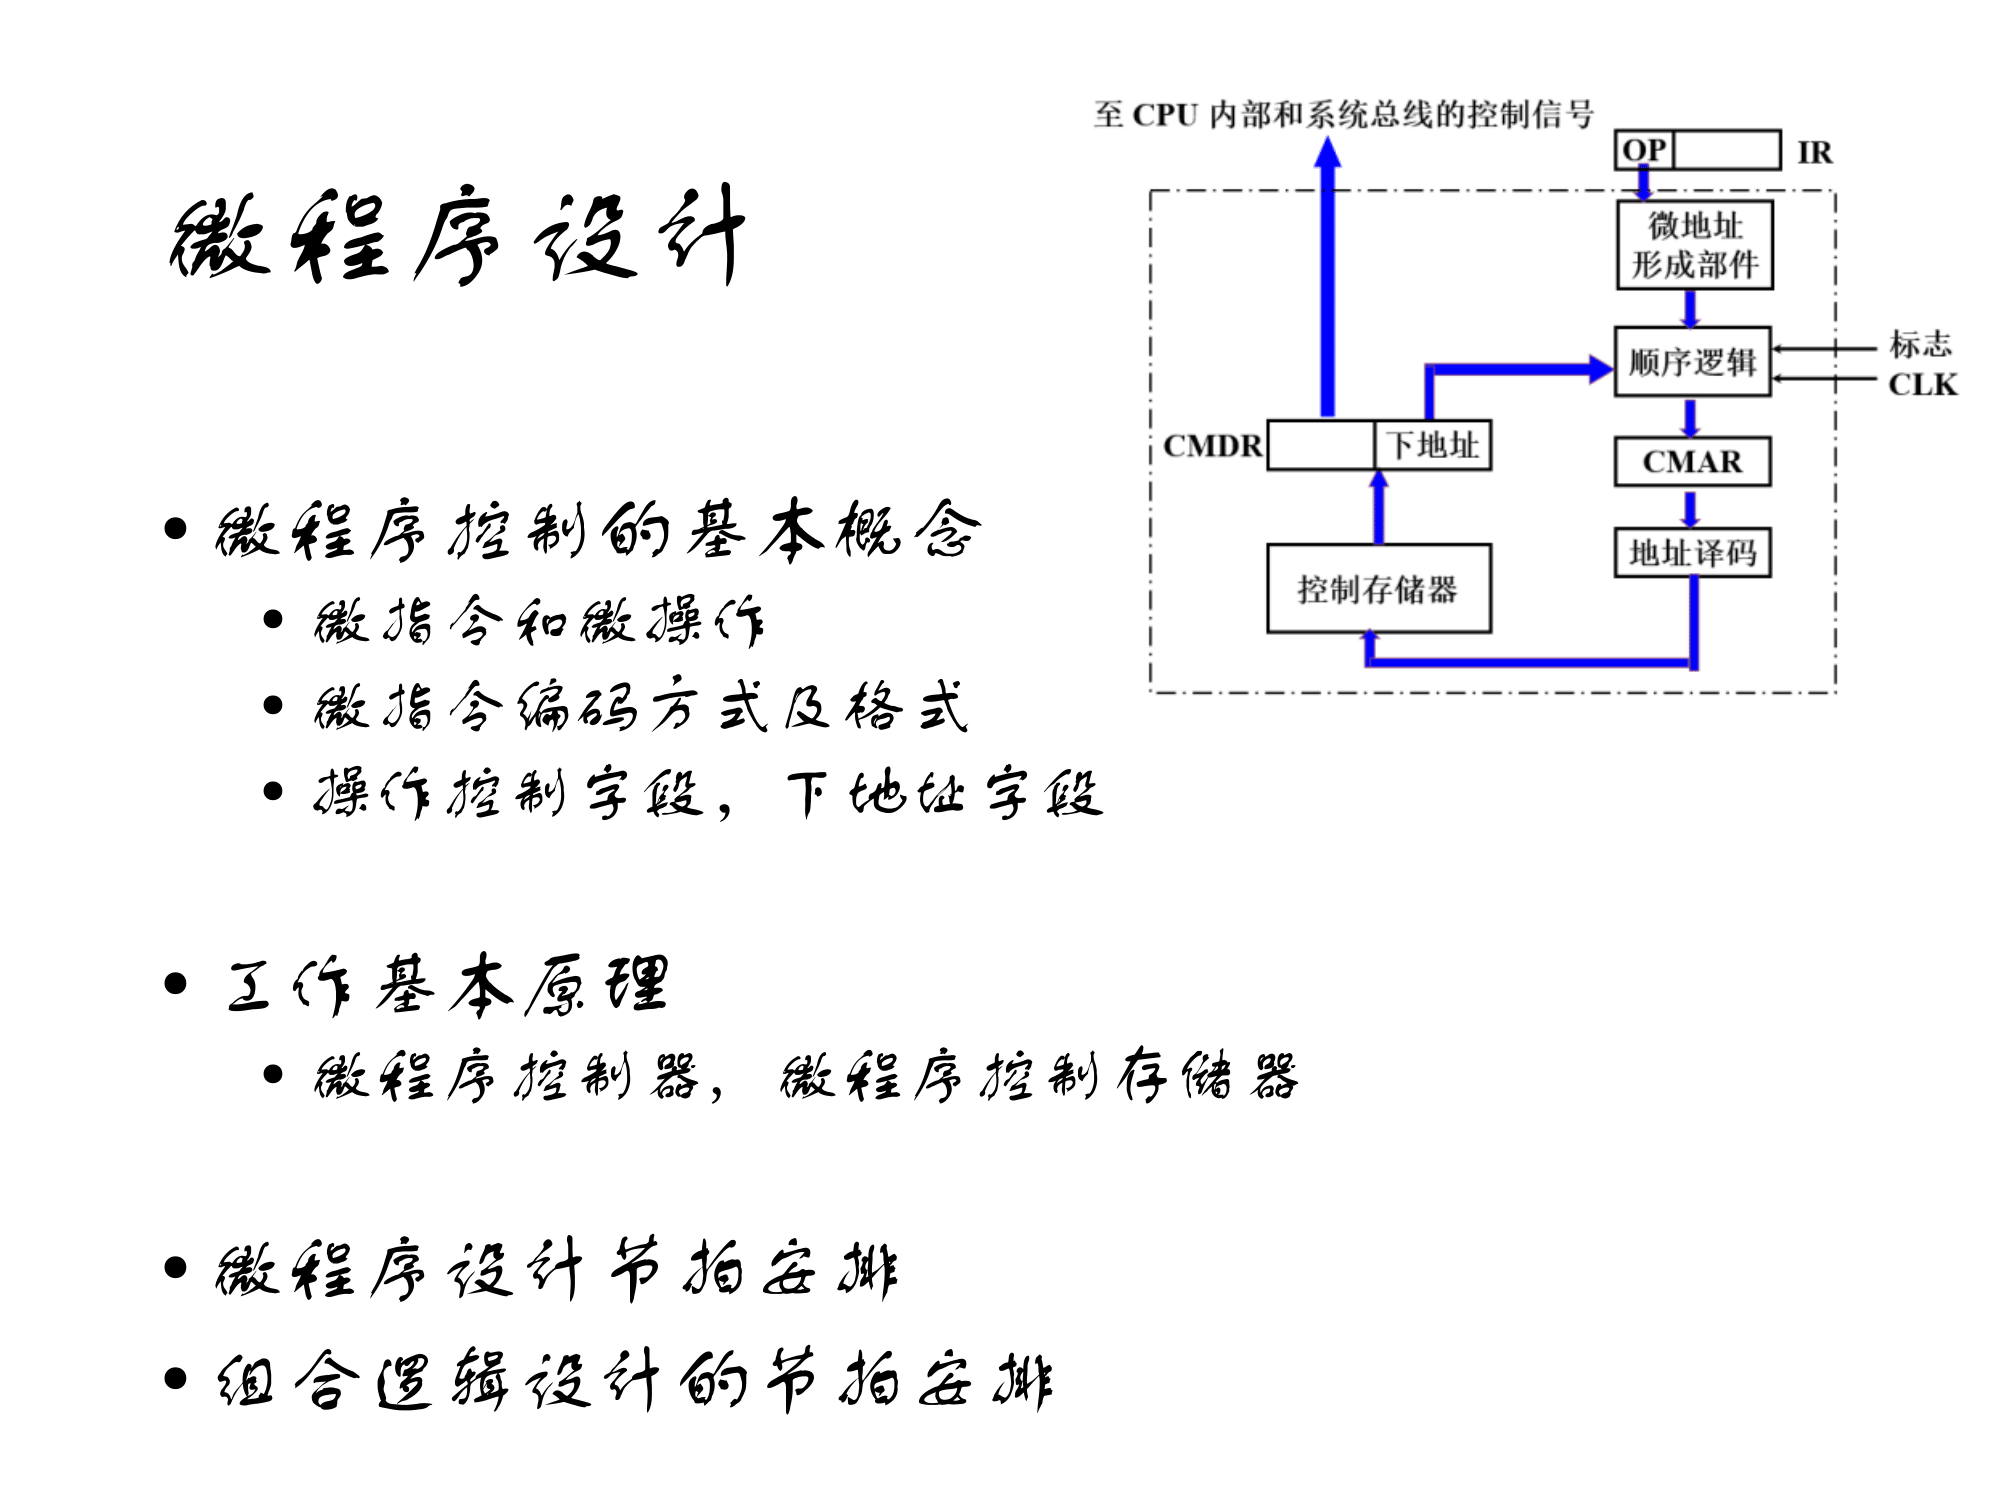 微程序设计
至 CPU 内部和系统总线的控制信号
OP
IR
微地址
形成部件
顺序逻辑
标志
CLK
CMDR
下地址
CMAR
地址译码
控制存储器
• 微程序控制的基本概念
• 微指令和微操作
• 微指令编码方式及格式
• 操作控制字段，下地址字段
• 工作基本原理
• 微程序控制器，微程序控制存储器
• 微程序设计节拍安排
• 组合逻辑设计的节拍安排